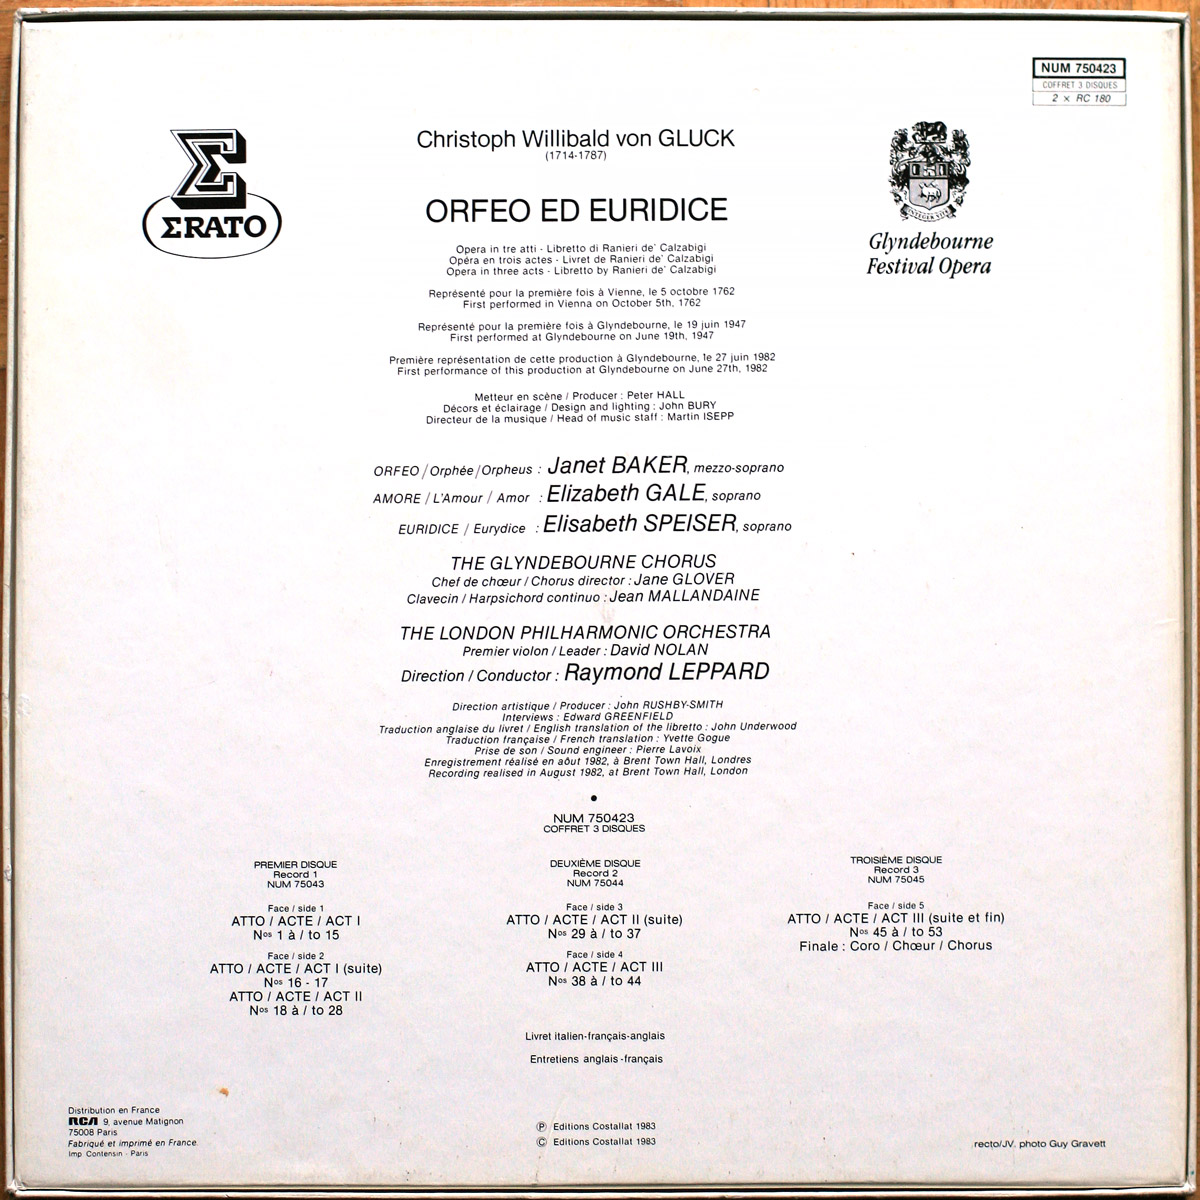 NUM 750423
COFFRET 3 DISQUES
2 x RC 180
ΣRATO
Christoph Willibald von GLUCK
(1714-1787)
ORFEO ED EURIDICE
Glyndebourne
Festival Opera
Opera in tre atti - Libretto di Ranieri de' Calzabigi
Opéra en trois actes - Livret de Ranieri de' Calzabigi
Opera in three acts - Libretto by Ranieri de' Calzabigi
Représenté pour la première fois à Vienne, le 5 octobre 1762
First performed in Vienna on October 5th, 1762
Représenté pour la première fois à Glyndebourne, le 19 juin 1947
First performed at Glyndebourne on June 19th, 1947
Première représentation de cette production à Glyndebourne, le 27 juin 1982
First performance of this production at Glyndebourne on June 27th, 1982
Metteur en scène / Producer : Peter HALL
Décors et éclairage / Design and lighting : John BURY
Directeur de la musique / Head of music staff : Martin ISEPP
ORFEO / Orphée / Orpheus : Janet BAKER, mezzo-soprano
AMORE / L'Amour / Amor : Elizabeth GALE, soprano
EURIDICE / Eurydice : Elisabeth SPEISER, soprano
THE GLYNDEBOURNE CHORUS
Chef de chœur / Chorus director : Jane GLOVER
Clavecin / Harpsichord continuo : Jean MALLANDAINE
THE LONDON PHILHARMONIC ORCHESTRA
Premier violon / Leader : David NOLAN
Direction / Conductor : Raymond LEPPARD
Direction artistique / Producer : John RUSHBY-SMITH
Interviews : Edward GREENFIELD
Traduction anglaise du livret / English translation of the libretto : John Underwood
Traduction française / French translation : Yvette Gogue
Prise de son / Sound engineer : Pierre Lavoix
Enregistrement réalisé en aôut 1982, à Brent Town Hall, Londres
Recording realised in August 1982, at Brent Town Hall, London
•
NUM 750423
COFFRET 3 DISQUES
PREMIER DISQUE
Record 1
NUM 75043
Face / side 1
ATTO / ACTE / ACT I
Nos 1 à / to 15
Face / side 2
ATTO / ACTE / ACT I (suite)
Nos 16 - 17
ATTO / ACTE / ACT II
Nos 18 à / to 28
DEUXIÈME DISQUE
Record 2
NUM 75044
Face / side 3
ATTO / ACTE / ACT II (suite)
Nos 29 à / to 37
Face / side 4
ATTO / ACTE / ACT III
Nos 38 à / to 44
TROISIÈME DISQUE
Record 3
NUM 75045
Face / side 5
ATTO / ACTE / ACT III (suite et fin)
Nos 45 à / to 53
Finale : Coro / Chœur / Chorus
Livret italien-français-anglais
Entretiens anglais-français
Distribution en France
RCA 9, avenue Matignon
75008 Paris
Fabriqué et imprimé en France.
Imp Contensin - Paris
Ⓟ Editions Costallat 1983
© Editions Costallat 1983
recto/JV. photo Guy Gravett